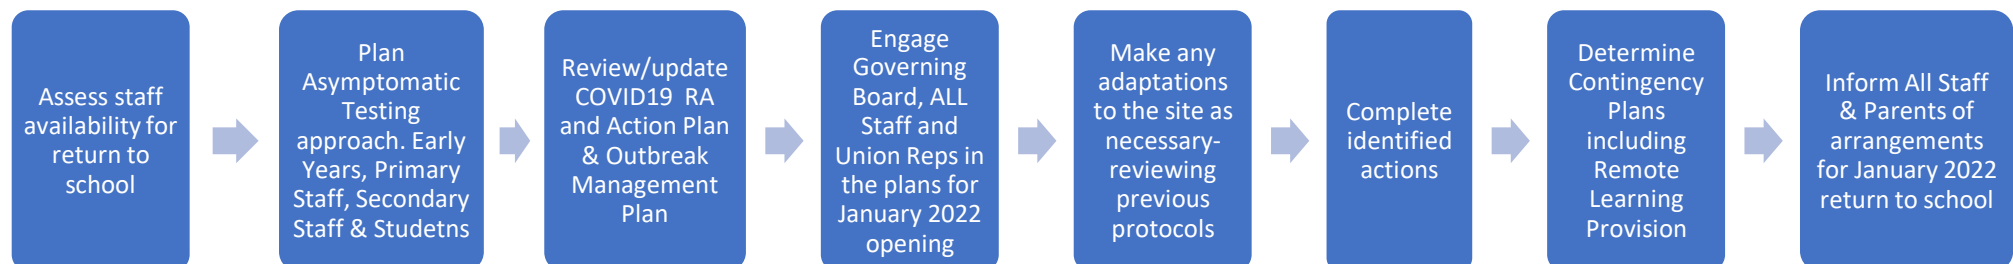 Assess staff
availability for
return to
school
Plan
Asymptomatic
Testing
approach. Early
Years, Primary
Staff, Secondary
Staff & Studetns
Review/update
COVID19  RA
and Action Plan
& Outbreak
Management
Plan
Engage
Governing
Board, ALL
Staff and
Union Reps in
the plans for
January 2022
opening
Make any
adaptations
to the site as
necessary-
reviewing
previous
protocols
Complete
identified
actions
Determine
Contingency
Plans
including
Remote
Learning
Provision
Inform All Staff
& Parents of
arrangements
for January 2022
return to school